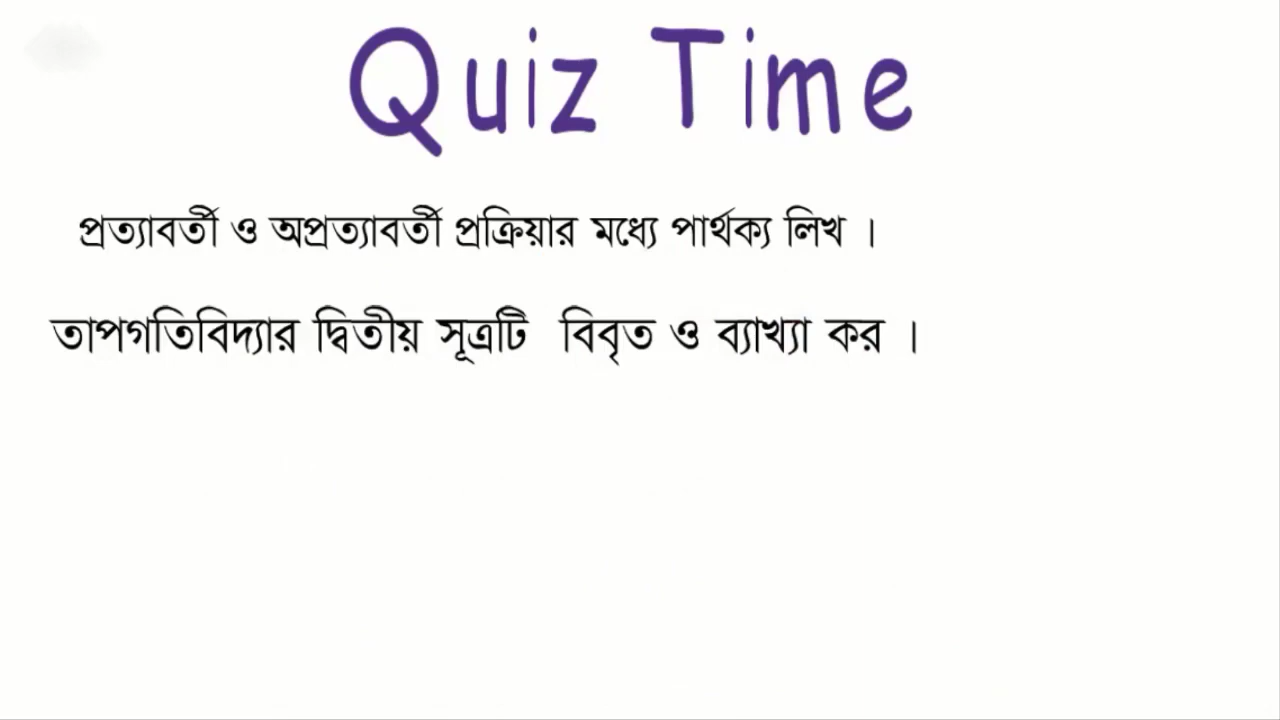 Quiz Time
প্রত্যাবর্তী ও অপ্রত্যাবর্তী প্রক্রিয়ার মধ্যে পার্থক্য লিখ ।
তাপগতিবিদ্যার দ্বিতীয় সূত্রটি বিবৃত ও ব্যাখ্যা কর ।